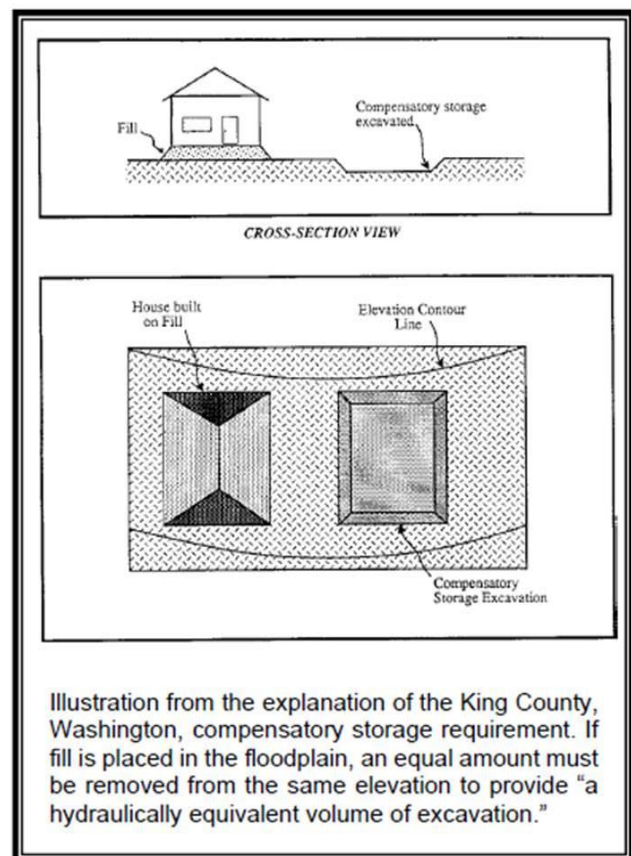 Fill
Compensatory storage
excavated
CROSS-SECTION VIEW
House built
on Fill
Elevation Contour
Line
Compensatory
Storage Excavation
Illustration from the explanation of the King County,
Washington, compensatory storage requirement. If
fill is placed in the floodplain, an equal amount must
be removed from the same elevation to provide “a
hydraulically equivalent volume of excavation.”